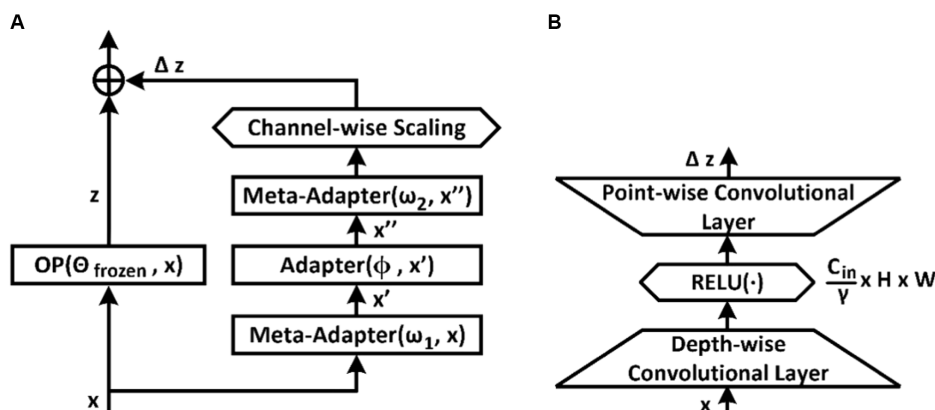 A
Δ z
Channel-wise Scaling
Meta-Adapter(ω₂, x'')
z
x''
OP(Θ frozen , x)
Adapter(ϕ , x')
x'
Meta-Adapter(ω₁, x)
x
B
Δ z
Point-wise Convolutional
Layer
RELU(·)
C_in/γ x H x W
Depth-wise
Convolutional Layer
x